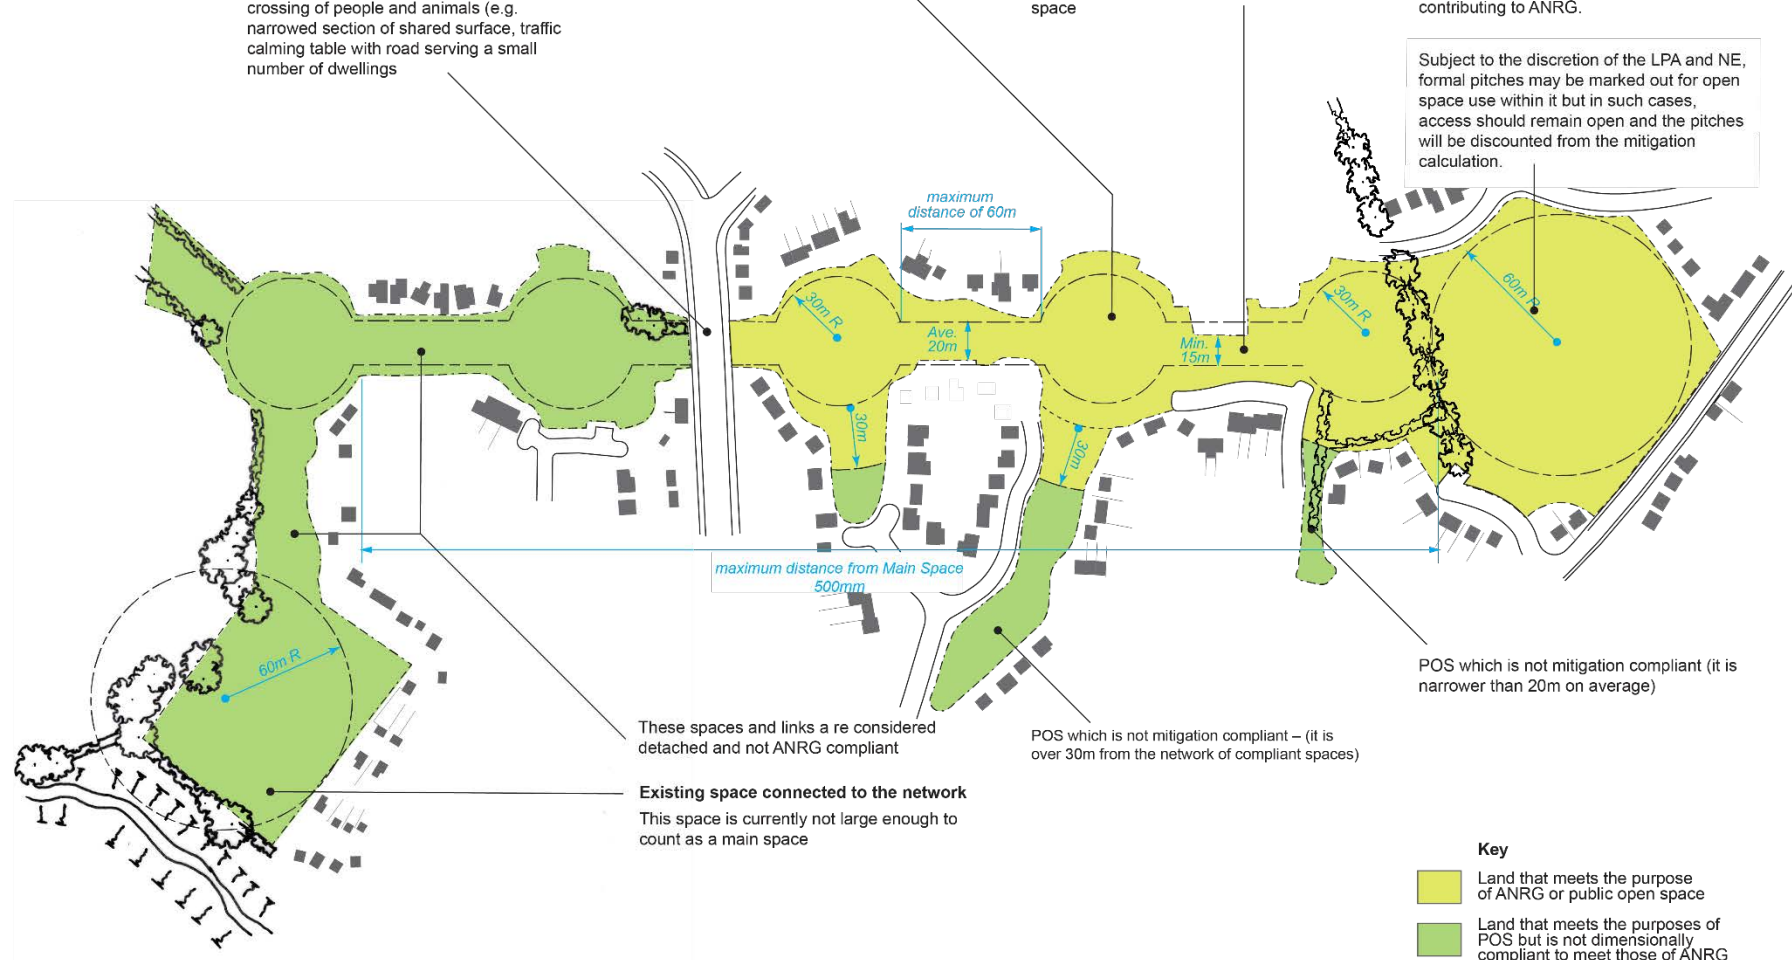 crossing of people and animals (e.g.
narrowed section of shared surface, traffic
calming table with road serving a small
number of dwellings
space
contributing to ANRG.
Subject to the discretion of the LPA and NE,
formal pitches may be marked out for open
space use within it but in such cases,
access should remain open and the pitches
will be discounted from the mitigation
calculation.
maximum
distance of 60m
30m R
Ave.
20m
Min.
15m
30m R
60m R
30m
30m
maximum distance from Main Space
500mm
60m R
POS which is not mitigation compliant (it is
narrower than 20m on average)
These spaces and links a re considered
detached and not ANRG compliant
POS which is not mitigation compliant – (it is
over 30m from the network of compliant spaces)
Existing space connected to the network
This space is currently not large enough to
count as a main space
Key
Land that meets the purpose
of ANRG or public open space
Land that meets the purposes of
POS but is not dimensionally
compliant to meet those of ANRG